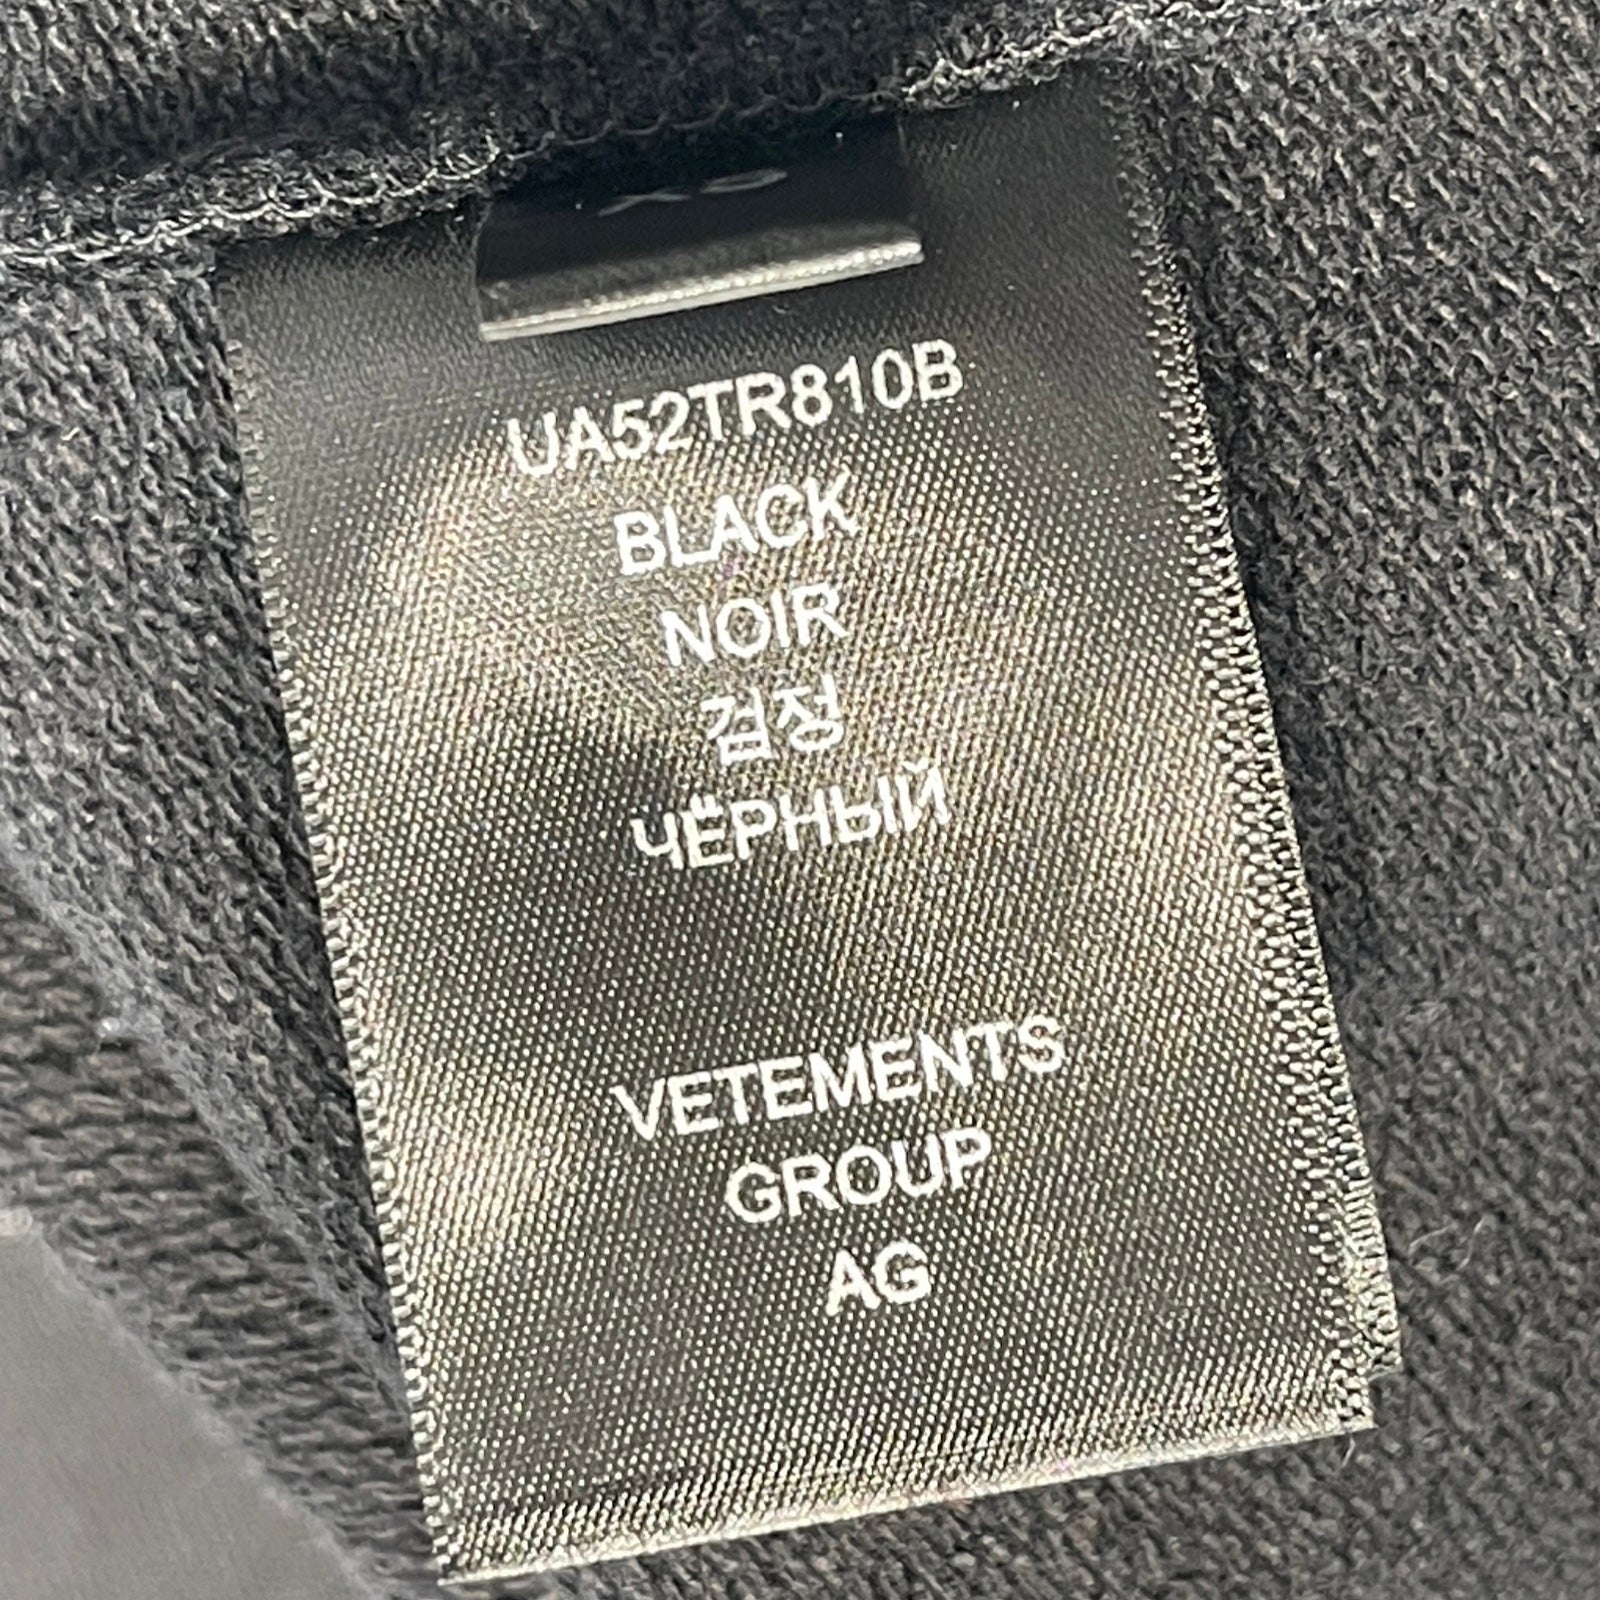 UA52TR810B
BLACK
NOIR
검정
ЧЁРНЫЙ
VETEMENTS
GROUP
AG